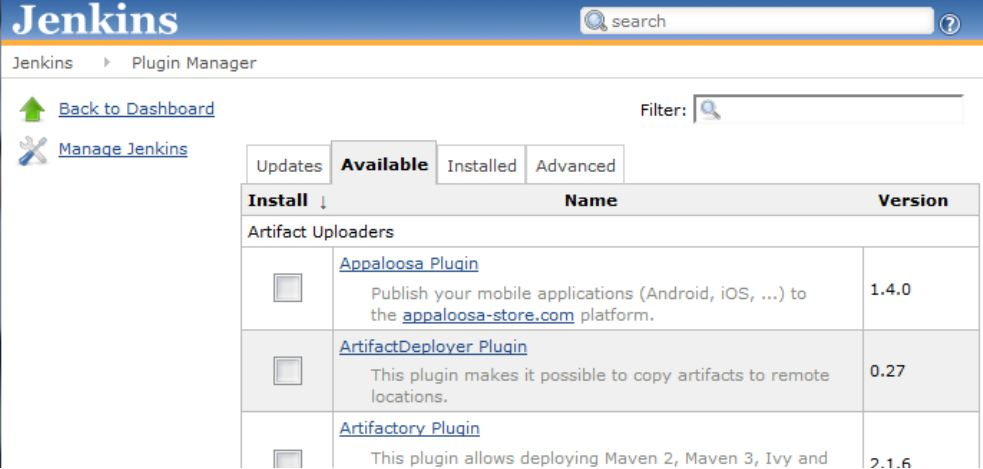 Jenkins
search
Jenkins Plugin Manager
Back to Dashboard
Filter:
Manage Jenkins
Updates Available Installed Advanced
Install ↓ Name Version
Artifact Uploaders
Appaloosa Plugin
Publish your mobile applications (Android, iOS, ...) to
the appaloosa-store.com platform.
1.4.0
ArtifactDeployer Plugin
This plugin makes it possible to copy artifacts to remote
locations.
0.27
Artifactory Plugin
This plugin allows deploying Maven 2, Maven 3, Ivy and
2.1.6